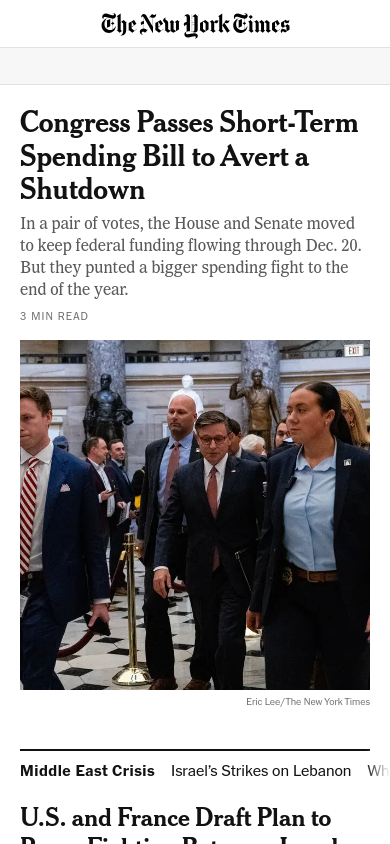 The New York Times
Congress Passes Short-Term
Spending Bill to Avert a
Shutdown
In a pair of votes, the House and Senate moved
to keep federal funding flowing through Dec. 20.
But they punted a bigger spending fight to the
end of the year.
3 MIN READ
EXIT
Eric Lee/The New York Times
Middle East Crisis Israel’s Strikes on Lebanon
U.S. and France Draft Plan to